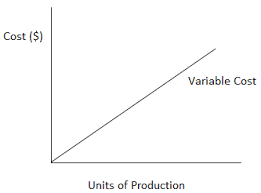 Cost ($)
Variable Cost
Units of Production